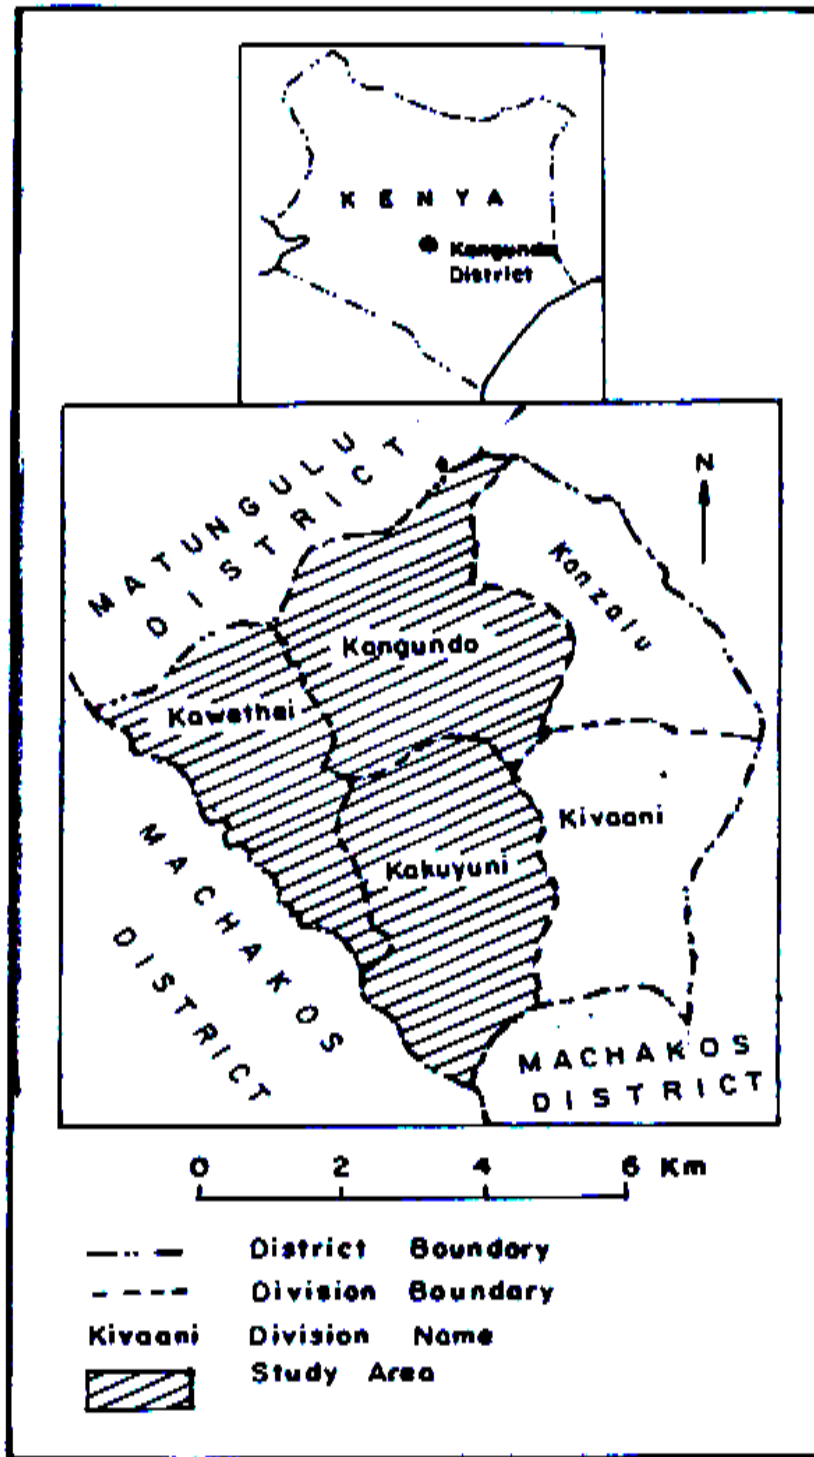 KENYA
Kangundo
District
MATUNGULU
DISTRICT
N
Kanzalu
Kangundo
Kawethei
Kivaani
Kakuyuni
MACHAKOS
DISTRICT
MACHAKOS
DISTRICT
0 2 4 6 Km
District Boundary
Division Boundary
Kivaani Division Name
Study Area